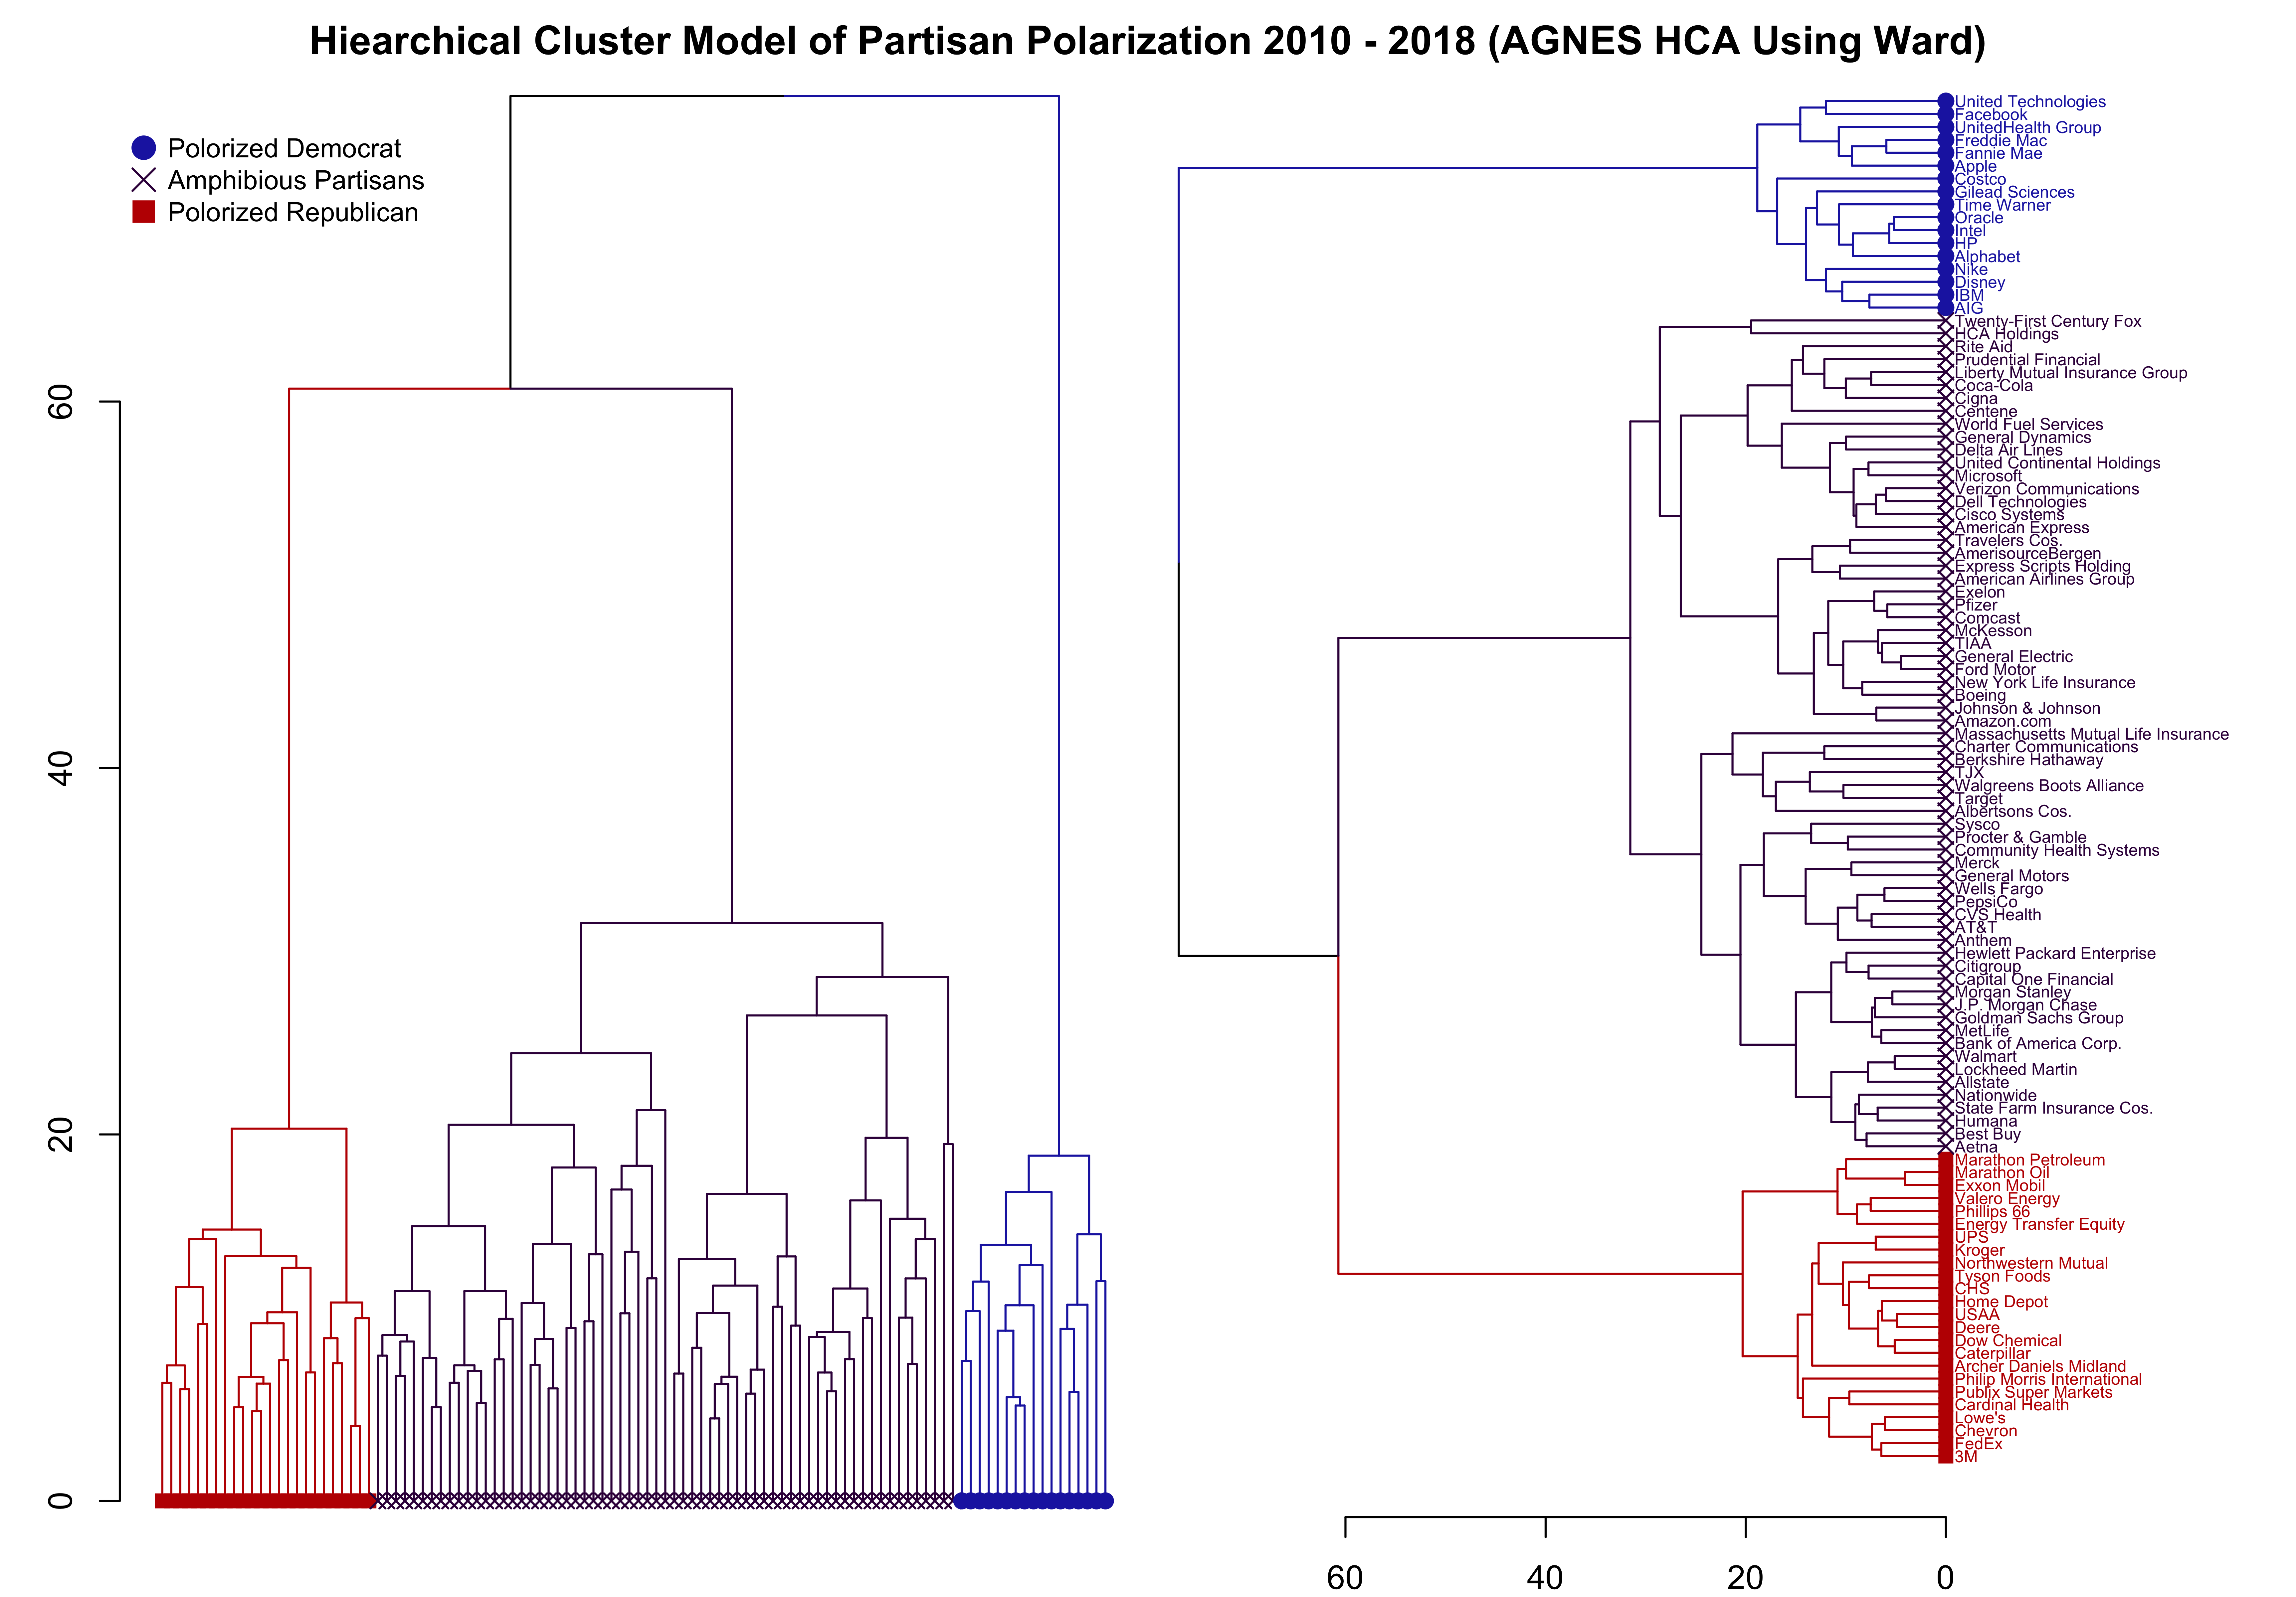 Hiearchical Cluster Model of Partisan Polarization 2010 - 2018 (AGNES HCA Using Ward)
Polorized Democrat
Amphibious Partisans
Polorized Republican
60
40
20
0
United Technologies
Facebook
UnitedHealth Group
Freddie Mac
Fannie Mae
Apple
Costco
Gilead Sciences
Time Warner
Oracle
Intel
HP
Alphabet
Nike
Disney
IBM
AIG
Twenty-First Century Fox
HCA Holdings
Rite Aid
Prudential Financial
Liberty Mutual Insurance Group
Coca-Cola
Cigna
Centene
World Fuel Services
General Dynamics
Delta Air Lines
United Continental Holdings
Microsoft
Verizon Communications
Dell Technologies
Cisco Systems
American Express
Travelers Cos.
AmerisourceBergen
Express Scripts Holding
American Airlines Group
Exelon
Pfizer
Comcast
McKesson
TIAA
General Electric
Ford Motor
New York Life Insurance
Boeing
Johnson & Johnson
Amazon.com
Massachusetts Mutual Life Insurance
Charter Communications
Berkshire Hathaway
TJX
Walgreens Boots Alliance
Target
Albertsons Cos.
Sysco
Procter & Gamble
Community Health Systems
Merck
General Motors
Wells Fargo
PepsiCo
CVS Health
AT&T
Anthem
Hewlett Packard Enterprise
Citigroup
Capital One Financial
Morgan Stanley
J.P. Morgan Chase
Goldman Sachs Group
MetLife
Bank of America Corp.
Walmart
Lockheed Martin
Allstate
Nationwide
State Farm Insurance Cos.
Humana
Best Buy
Aetna
Marathon Petroleum
Marathon Oil
Exxon Mobil
Valero Energy
Phillips 66
Energy Transfer Equity
UPS
Kroger
Northwestern Mutual
Tyson Foods
CHS
Home Depot
USAA
Deere
Dow Chemical
Caterpillar
Archer Daniels Midland
Philip Morris International
Publix Super Markets
Cardinal Health
Lowe's
Chevron
FedEx
3M
60 40 20 0